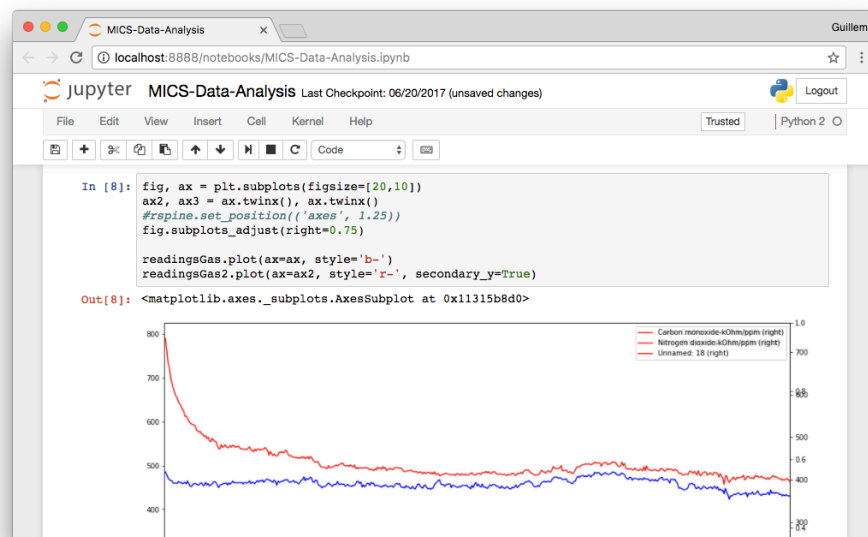 MICS-Data-Analysis
Guillem
localhost:8888/notebooks/MICS-Data-Analysis.ipynb
jupyter MICS-Data-Analysis Last Checkpoint: 06/20/2017 (unsaved changes)
Logout
File Edit View Insert Cell Kernel Help Trusted Python 2
Code
In [8]: fig, ax = plt.subplots(figsize=[20,10])
ax2, ax3 = ax.twinx(), ax.twinx()
#rspine.set_position(('axes', 1.25))
fig.subplots_adjust(right=0.75)
readingsGas.plot(ax=ax, style='b-')
readingsGas2.plot(ax=ax2, style='r-', secondary_y=True)
Out[8]: <matplotlib.axes._subplots.AxesSubplot at 0x11315b8d0>
1.0
800
Carbon monoxide-kOhm/ppm (right)
Nitrogen dioxide-kOhm/ppm (right)
Unnamed: 18 (right)
700
700
0.8
600
600
500
500
0.6
400
400
300
0.4